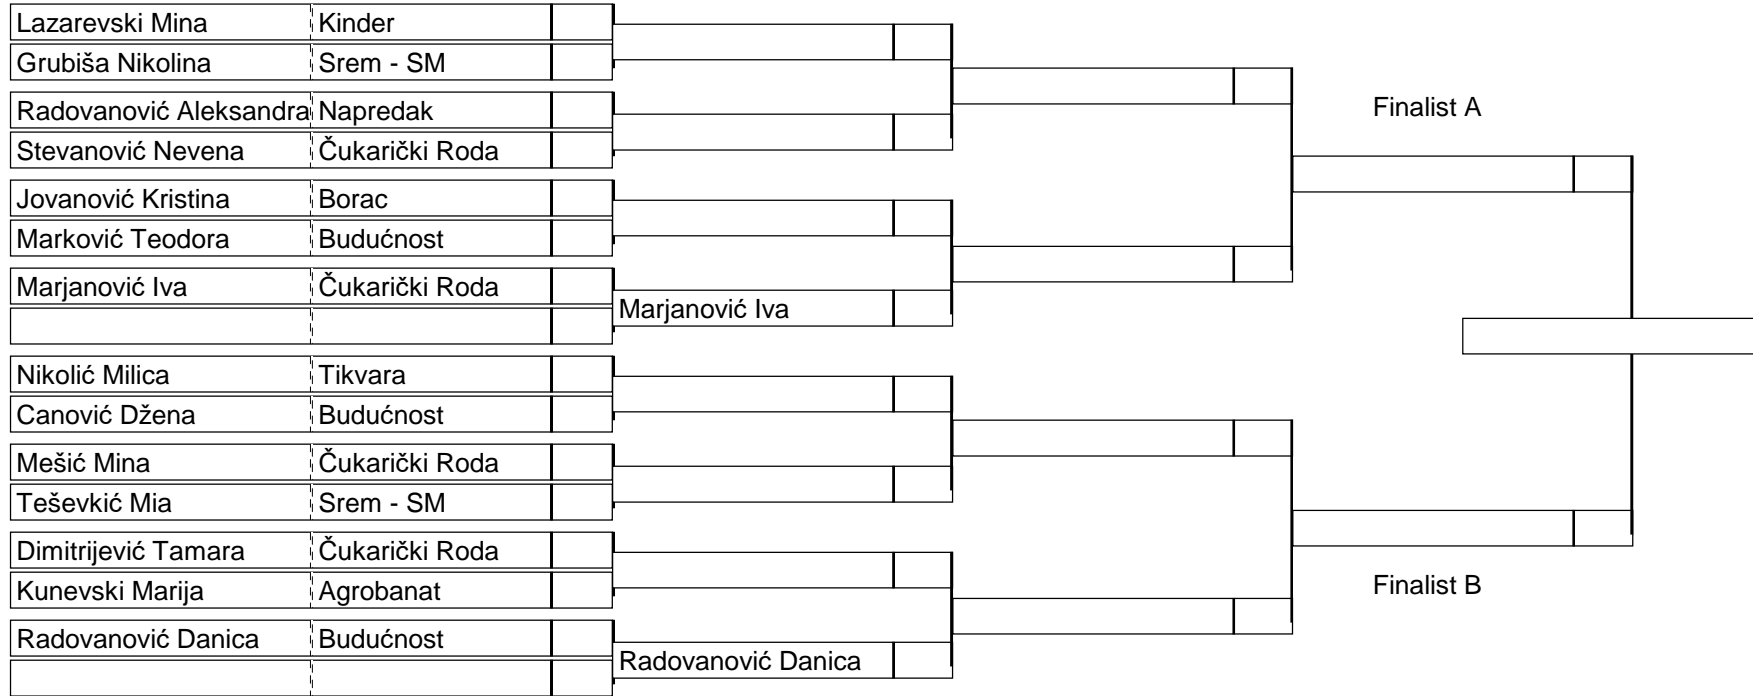 Lazarevski Mina Kinder
Grubiša Nikolina Srem - SM
Radovanović Aleksandra Napredak
Finalist A
Stevanović Nevena Čukarički Roda
Jovanović Kristina Borac
Marković Teodora Budućnost
Marjanović Iva Čukarički Roda
Marjanović Iva
Nikolić Milica Tikvara
Canović Džena Budućnost
Mešić Mina Čukarički Roda
Teševkić Mia Srem - SM
Dimitrijević Tamara Čukarički Roda
Kunevski Marija Agrobanat
Finalist B
Radovanović Danica Budućnost
Radovanović Danica